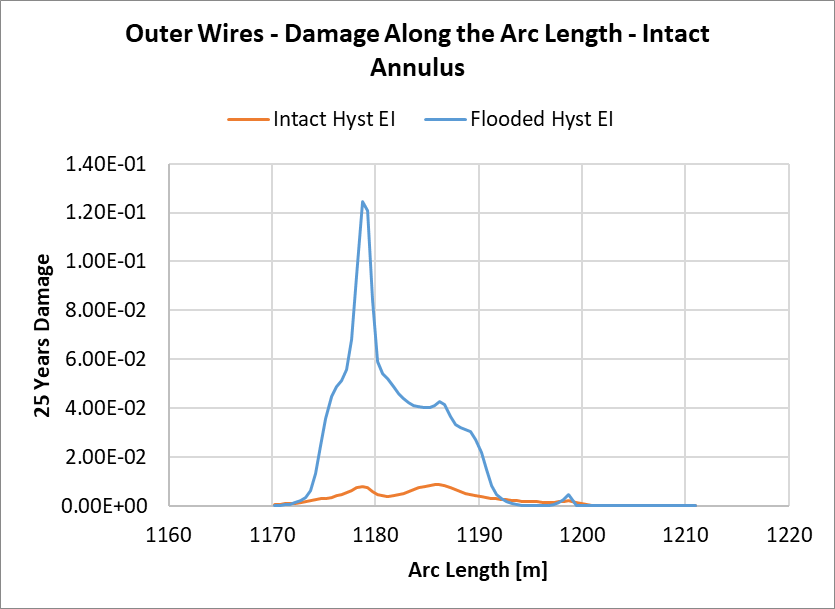 Outer Wires - Damage Along the Arc Length - Intact
Annulus
Intact Hyst EI Flooded Hyst EI
1.40E-01
1.20E-01
1.00E-01
8.00E-02
6.00E-02
4.00E-02
2.00E-02
0.00E+00
25 Years Damage
1160 1170 1180 1190 1200 1210 1220
Arc Length [m]